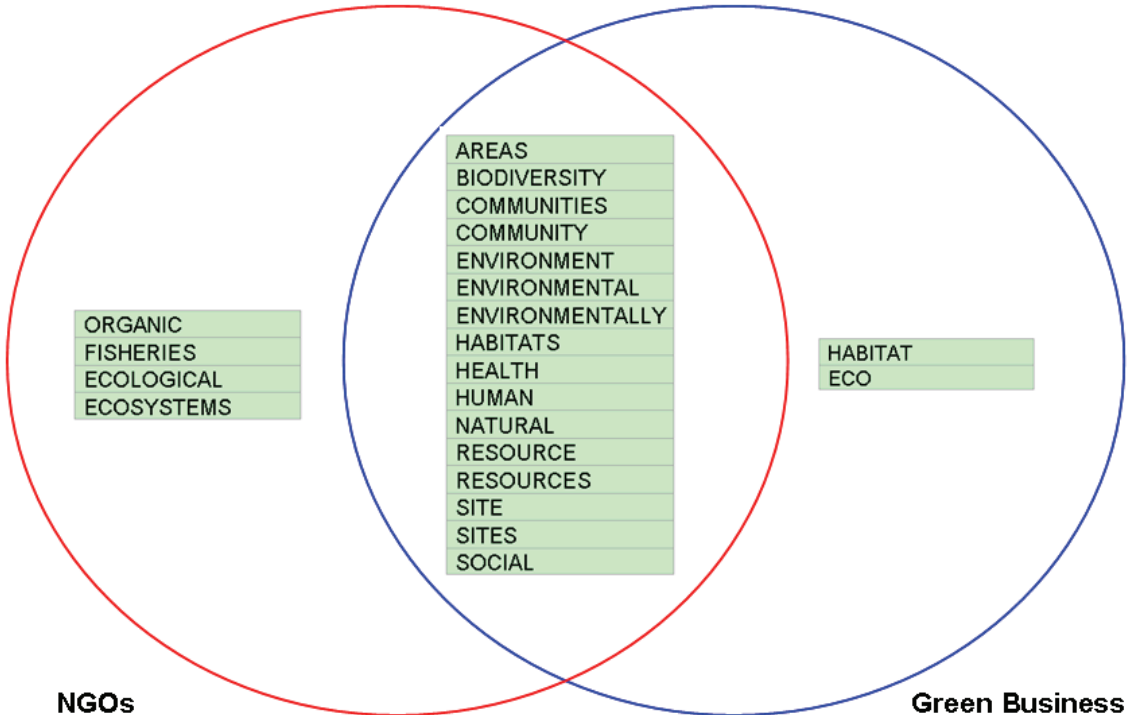 ORGANIC
FISHERIES
ECOLOGICAL
ECOSYSTEMS
AREAS
BIODIVERSITY
COMMUNITIES
COMMUNITY
ENVIRONMENT
ENVIRONMENTAL
ENVIRONMENTALLY
HABITATS
HEALTH
HUMAN
NATURAL
RESOURCE
RESOURCES
SITE
SITES
SOCIAL
HABITAT
ECO
NGOs
Green Business